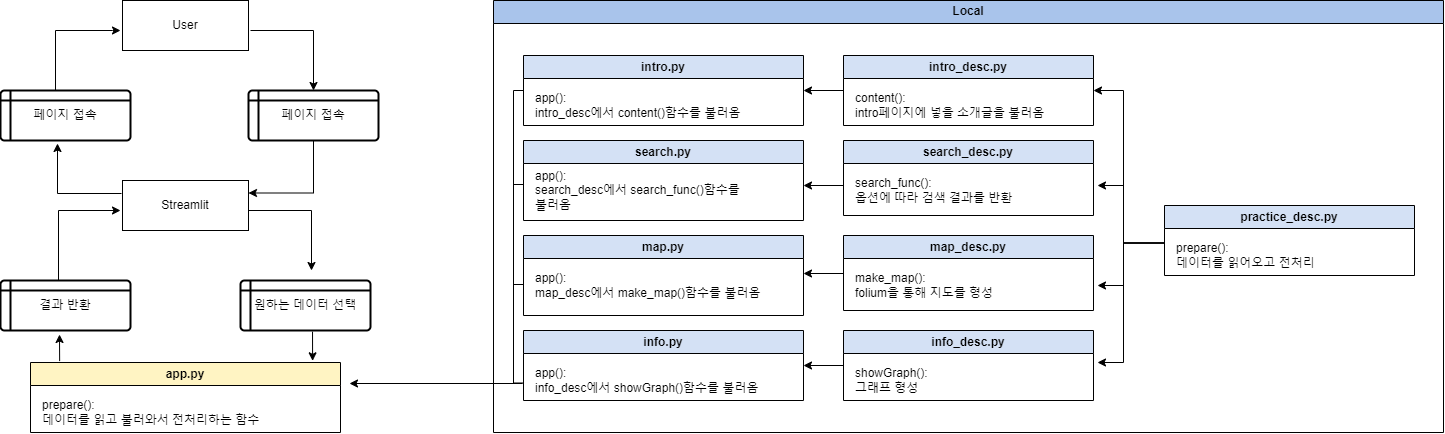 User
페이지 접속
페이지 접속
Streamlit
결과 반환
원하는 데이터 선택
app.py
prepare():
데이터를 읽고 불러와서 전처리하는 함수
Local
intro.py
app():
intro_desc에서 content()함수를 불러옴
intro_desc.py
content():
intro페이지에 넣을 소개글을 불러옴
search.py
app():
search_desc에서 search_func()함수를
불러옴
search_desc.py
search_func():
옵션에 따라 검색 결과를 반환
map.py
app():
map_desc에서 make_map()함수를 불러옴
map_desc.py
make_map():
folium을 통해 지도를 형성
info.py
app():
info_desc에서 showGraph()함수를 불러옴
info_desc.py
showGraph():
그래프 형성
practice_desc.py
prepare():
데이터를 읽어오고 전처리